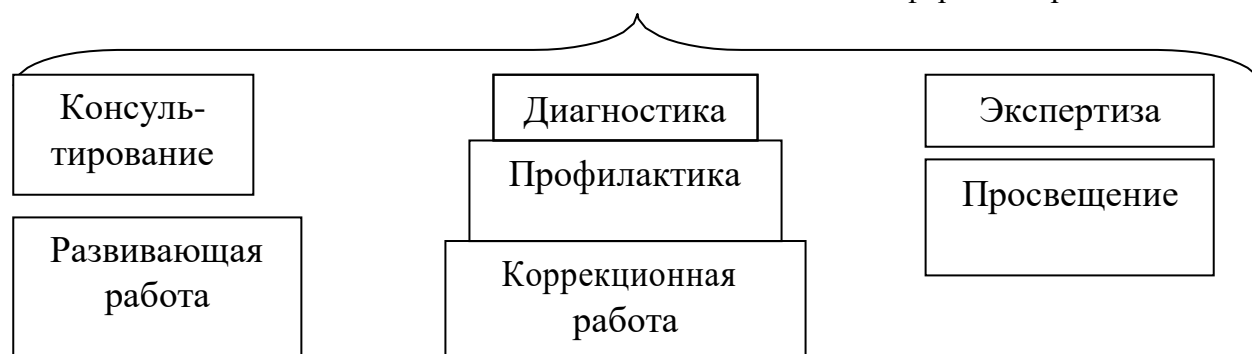 Консуль-
тирование
Развивающая
работа
Диагностика
Профилактика
Коррекционная
работа
Экспертиза
Просвещение